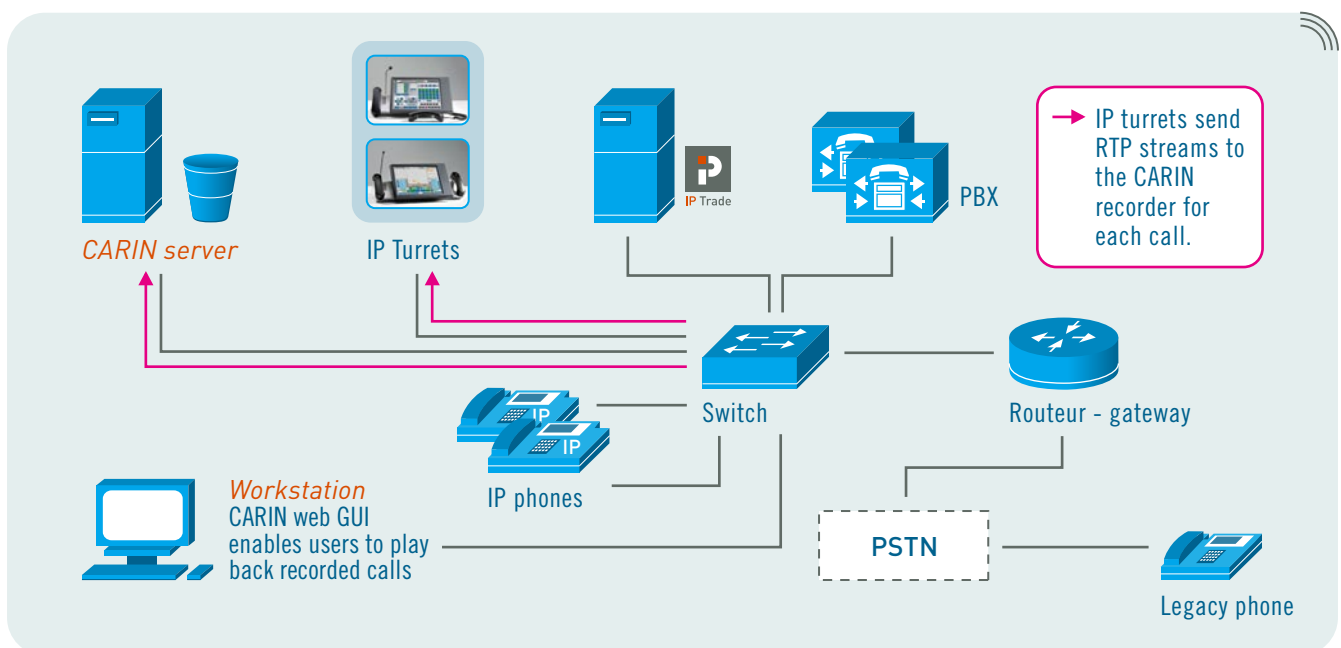 IP Trade
PBX
IP turrets send
RTP streams to
the CARIN
recorder for
each call.
CARIN server
IP Turrets
Switch
Routeur - gateway
IP
IP
IP phones
Workstation
CARIN web GUI
enables users to play
back recorded calls
PSTN
Legacy phone